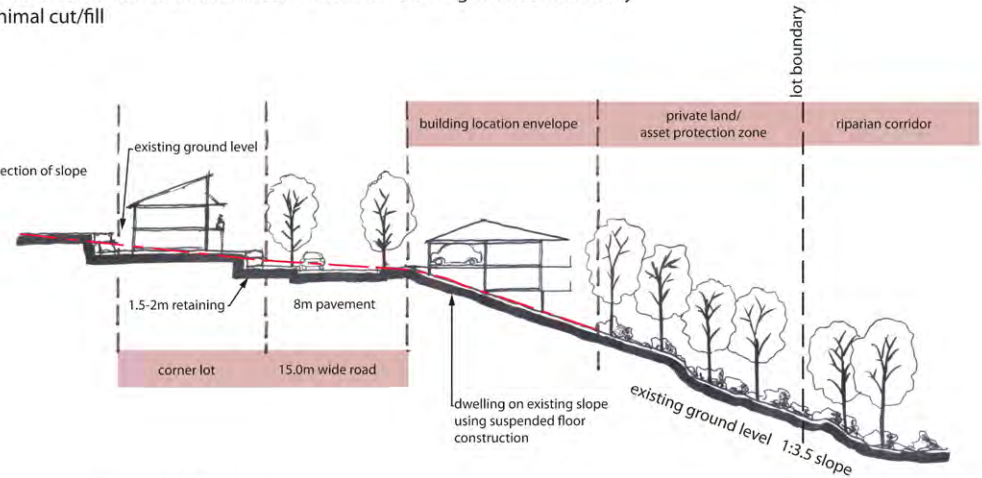 nimal cut/fill
lot boundary
building location envelope
private land/
asset protection zone
riparian corridor
existing ground level
ection of slope
1.5-2m retaining
8m pavement
corner lot
15.0m wide road
dwelling on existing slope
using suspended floor
construction
existing ground level 1:3.5 slope